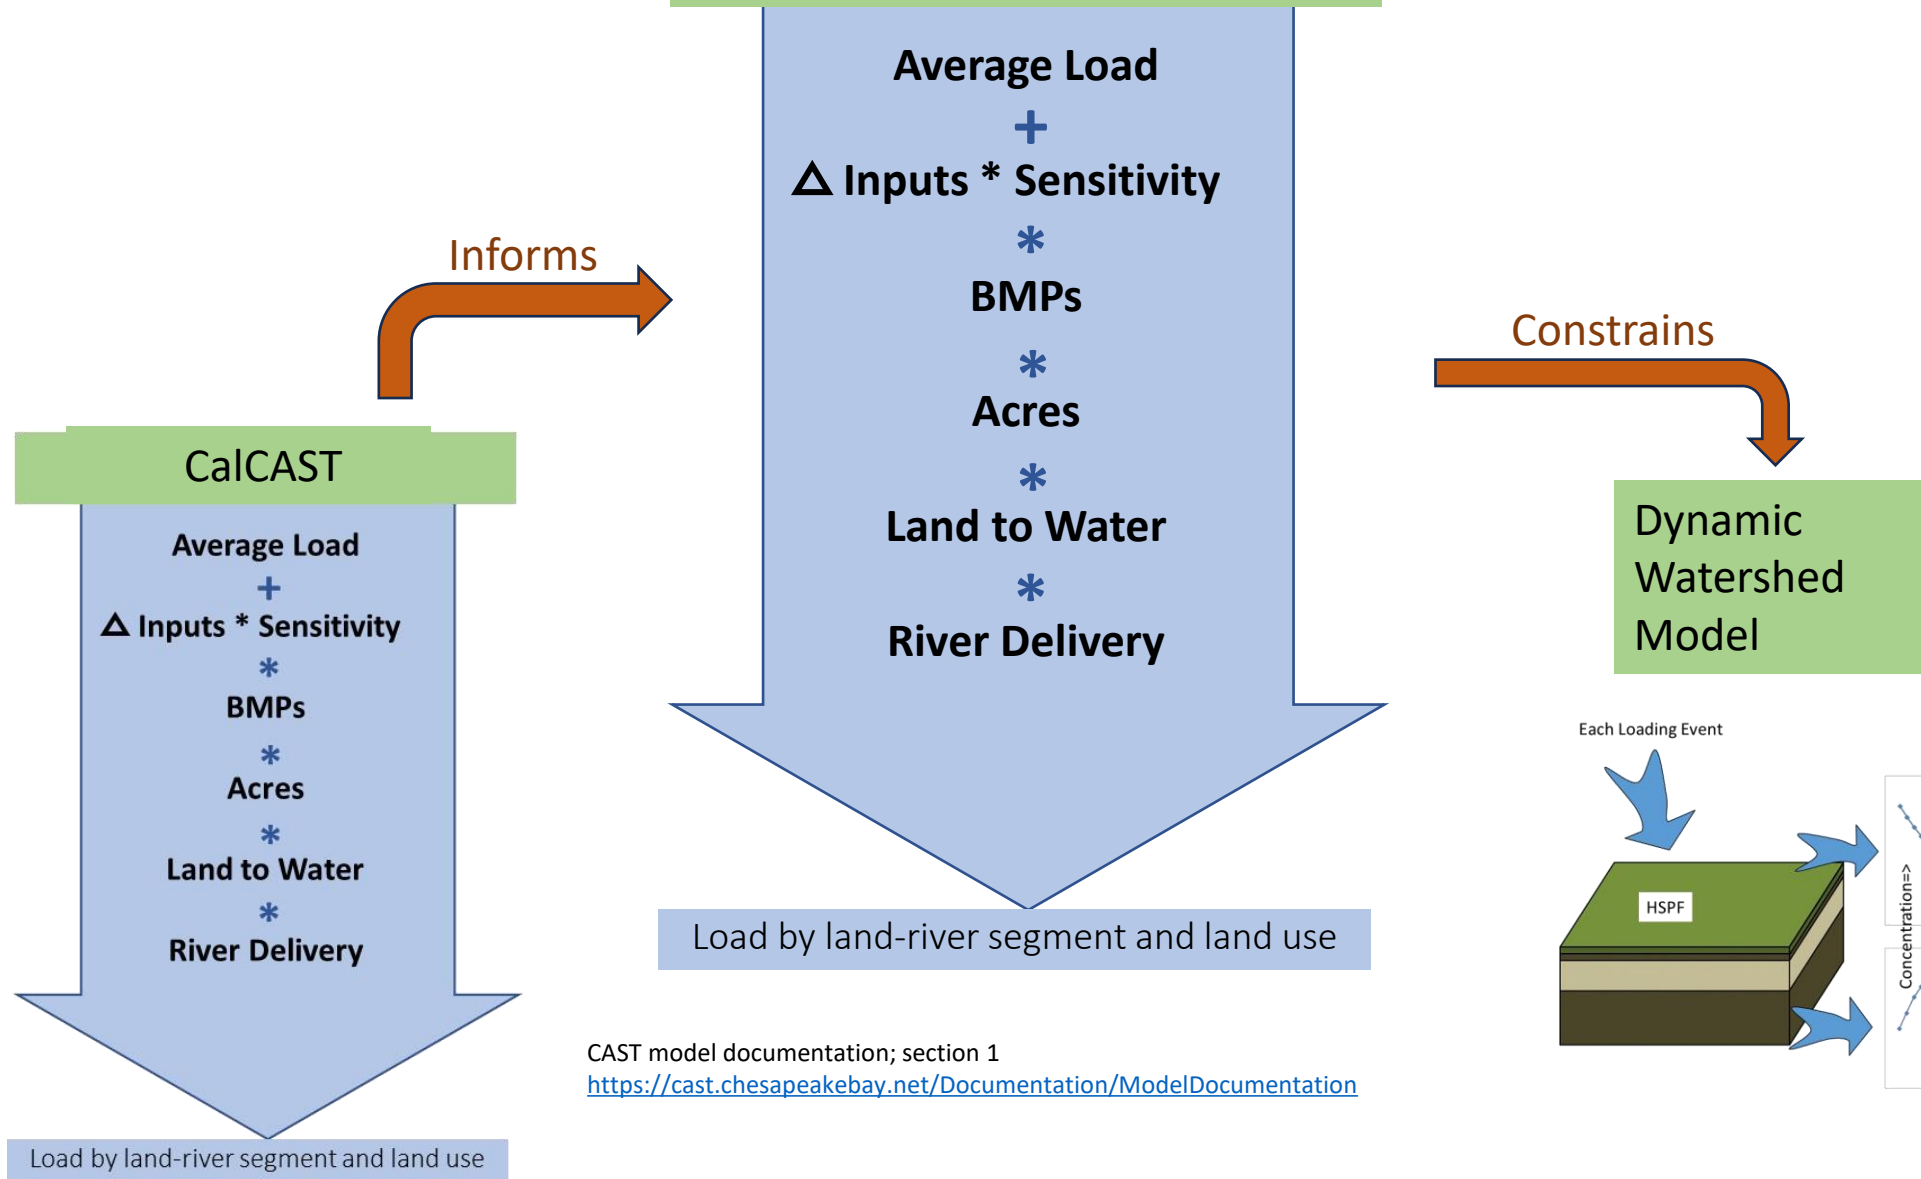 Average Load
+
Δ Inputs * Sensitivity
*
BMPs
*
Acres
*
Land to Water
*
River Delivery
Load by land-river segment and land use
Informs
Constrains
CalCAST
Average Load
+
Δ Inputs * Sensitivity
*
BMPs
*
Acres
*
Land to Water
*
River Delivery
Load by land-river segment and land use
Dynamic
Watershed
Model
Each Loading Event
HSPF
Concentration=>
CAST model documentation; section 1
https://cast.chesapeakebay.net/Documentation/ModelDocumentation